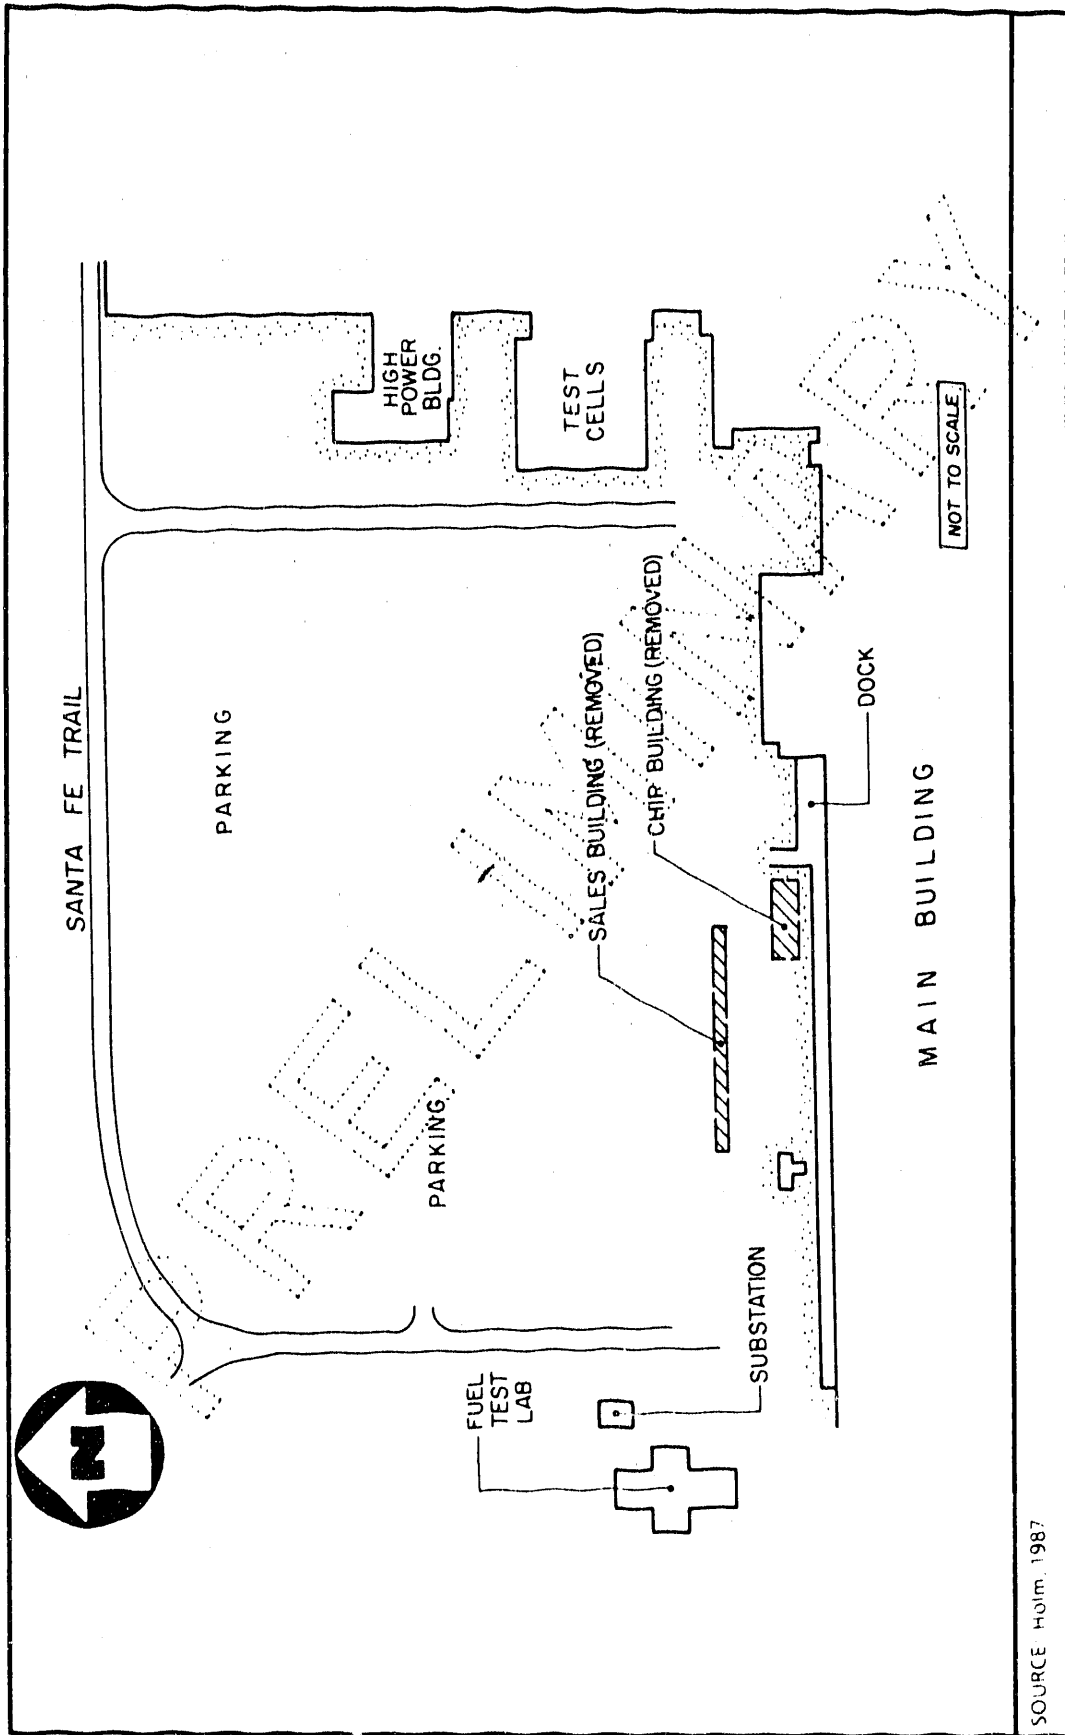 N
SANTA FE TRAIL
PARKING
HIGH
POWER
BLDG.
TEST
CELLS
PARKING
FUEL
TEST
LAB
SUBSTATION
SALES BUILDING (REMOVED)
CHIP BUILDING (REMOVED)
DOCK
MAIN BUILDING
NOT TO SCALE
PRELIMINARY
SOURCE: Holm, 1987